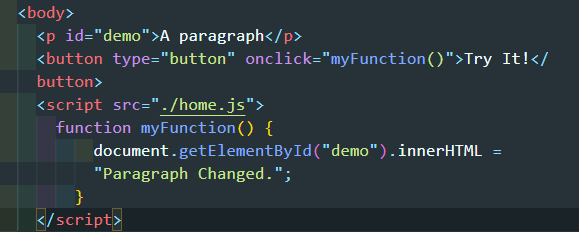 <body>
<p id="demo">A paragraph</p>
<button type="button" onclick="myFunction()">Try It!</
button>
<script src="./home.js">
function myFunction() {
document.getElementById("demo").innerHTML =
"Paragraph Changed.";
}
</script>